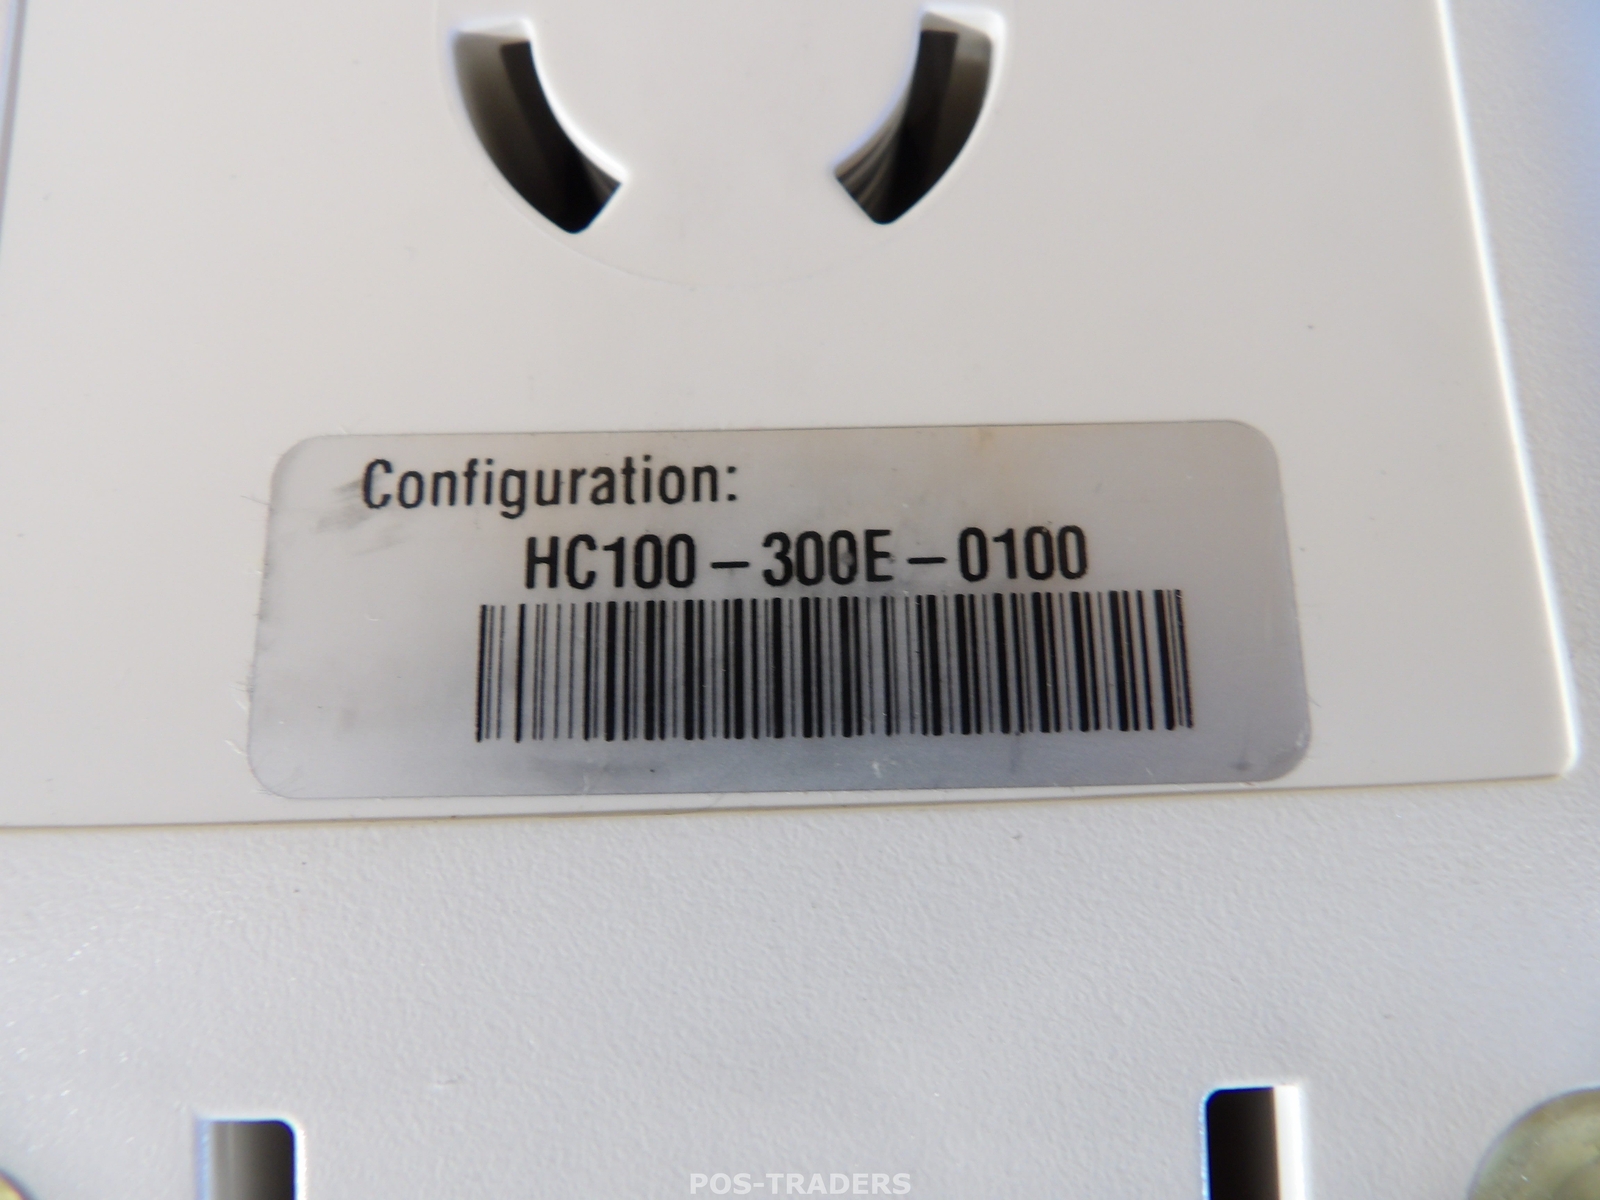 Configuration:
HC100-300E-0100
POS-TRADERS